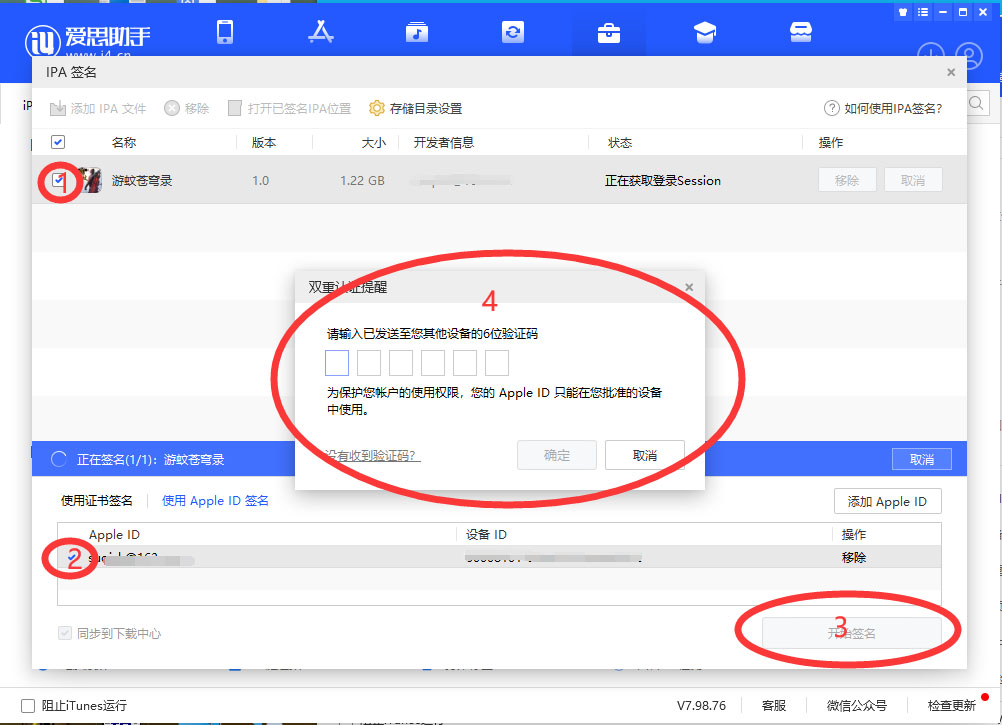 爱思助手
www.i4.cn
IPA 签名
添加 IPA 文件 移除 打开已签名IPA位置 存储目录设置 如何使用IPA签名?
名称 版本 大小 开发者信息 状态 操作
1 游蚊苍穹录 1.0 1.22 GB 正在获取登录Session 移除 取消
双重认证提醒
4
请输入已发送至您其他设备的6位验证码
为保护您帐户的使用权限，您的 Apple ID 只能在您批准的设备
中使用。
没有收到验证码? 确定 取消
正在签名(1/1)：游蚊苍穹录 取消
使用证书签名 使用 Apple ID 签名 添加 Apple ID
Apple ID 设备 ID 操作
2 移除
同步到下载中心 3 开始签名
阻止iTunes运行 V7.98.76 客服 微信公众号 检查更新